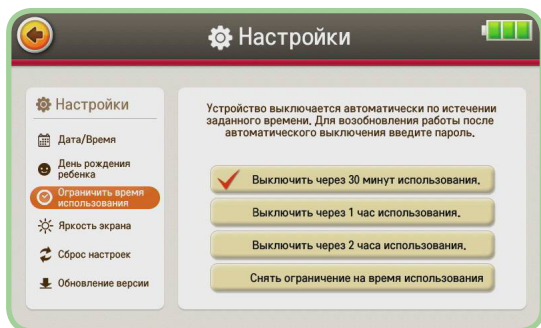 Настройки
Настройки
Дата/Время
День рождения
ребенка
Ограничить время
использования
Яркость экрана
Сброс настроек
Обновление версии
Устройство выключается автоматически по истечении
заданного времени. Для возобновления работы после
автоматического выключения введите пароль.
Выключить через 30 минут использования.
Выключить через 1 час использования.
Выключить через 2 часа использования.
Снять ограничение на время использования